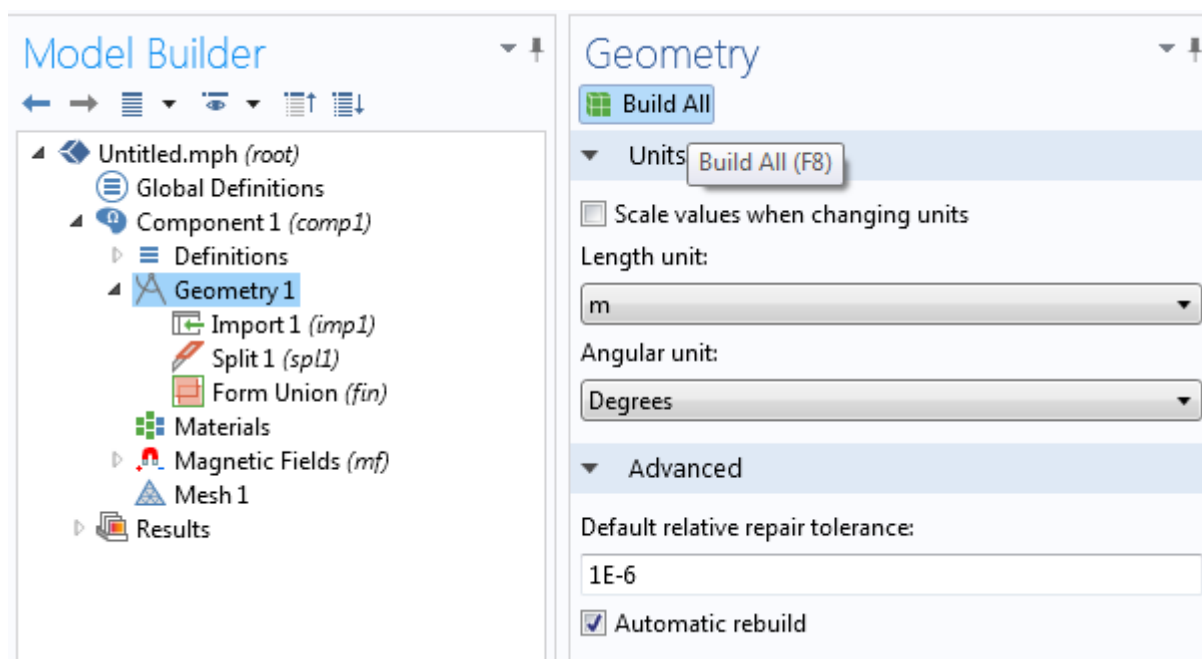 Model Builder
Untitled.mph (root)
Global Definitions
Component 1 (comp1)
Definitions
Geometry 1
Import 1 (imp1)
Split 1 (spl1)
Form Union (fin)
Materials
Magnetic Fields (mf)
Mesh 1
Results
Geometry
Build All
Units
Build All (F8)
Scale values when changing units
Length unit:
m
Angular unit:
Degrees
Advanced
Default relative repair tolerance:
1E-6
Automatic rebuild